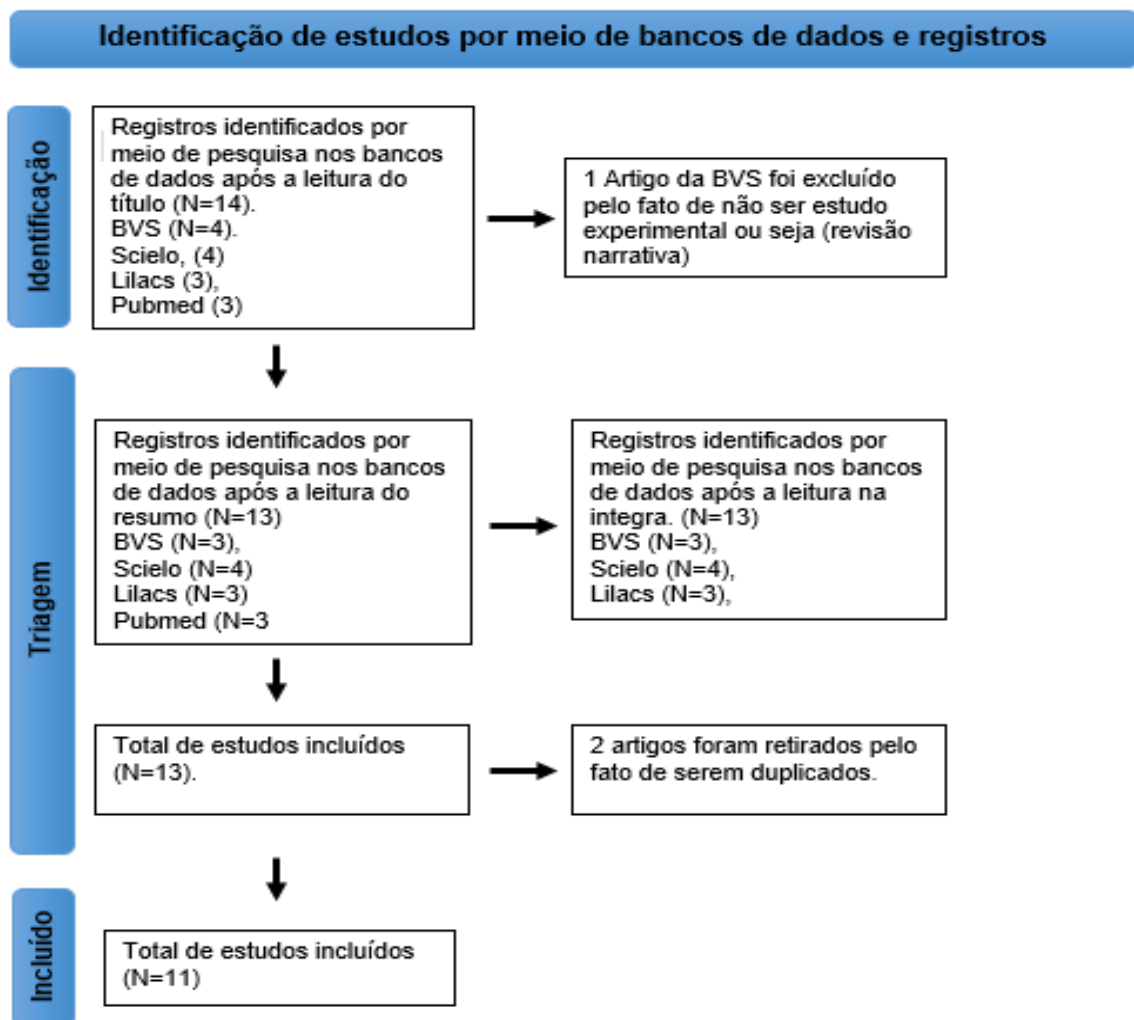 Identificação de estudos por meio de bancos de dados e registros
Identificação
Registros identificados por
meio de pesquisa nos bancos
de dados após a leitura do
título (N=14).
BVS (N=4).
Scielo, (4)
Lilacs (3),
Pubmed (3)
1 Artigo da BVS foi excluído
pelo fato de não ser estudo
experimental ou seja (revisão
narrativa)
Triagem
Registros identificados por
meio de pesquisa nos bancos
de dados após a leitura do
resumo (N=13)
BVS (N=3),
Scielo (N=4)
Lilacs (N=3)
Pubmed (N=3
Registros identificados por
meio de pesquisa nos bancos
de dados após a leitura na
integra. (N=13)
BVS (N=3),
Scielo (N=4),
Lilacs (N=3),
Total de estudos incluídos
(N=13).
2 artigos foram retirados pelo
fato de serem duplicados.
Incluído
Total de estudos incluídos
(N=11)